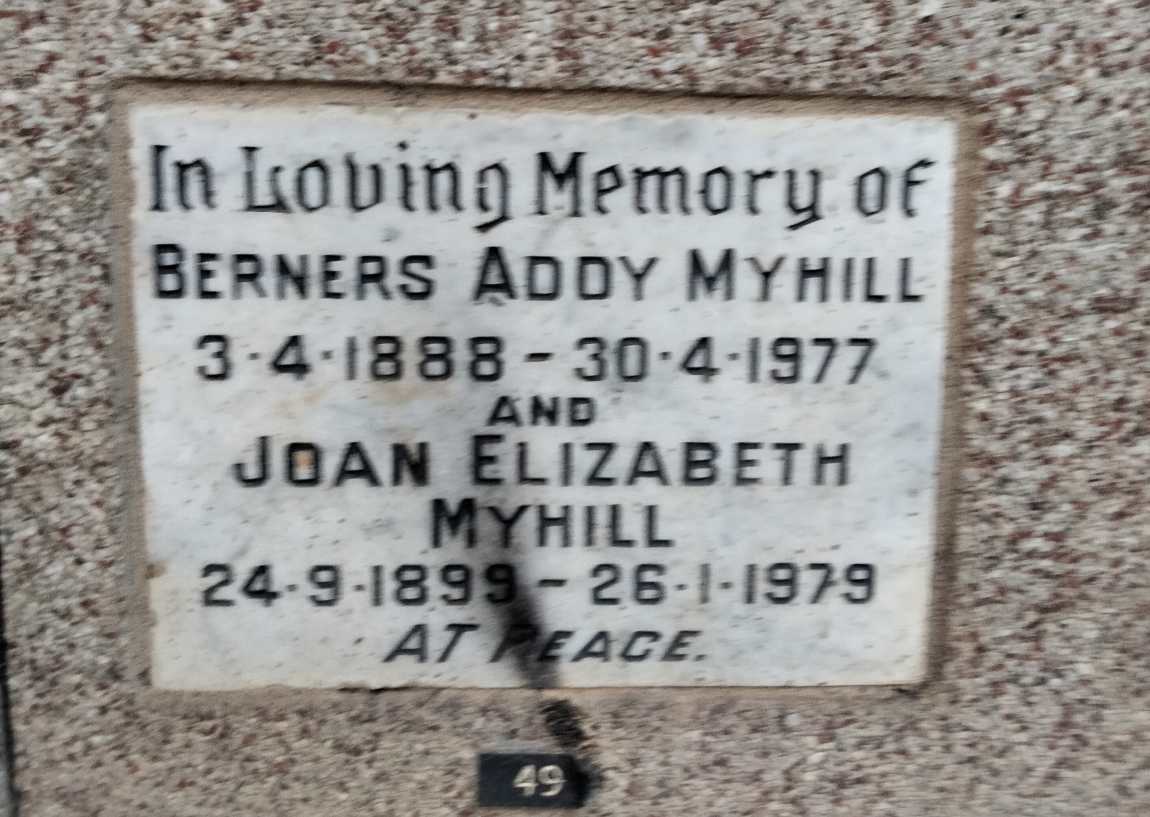 In Loving Memory of
BERNERS ADDY MYHILL
3·4·1888 – 30·4·1977
AND
JOAN ELIZABETH
MYHILL
24·9·1899 – 26·1·1979
AT PEACE.
49